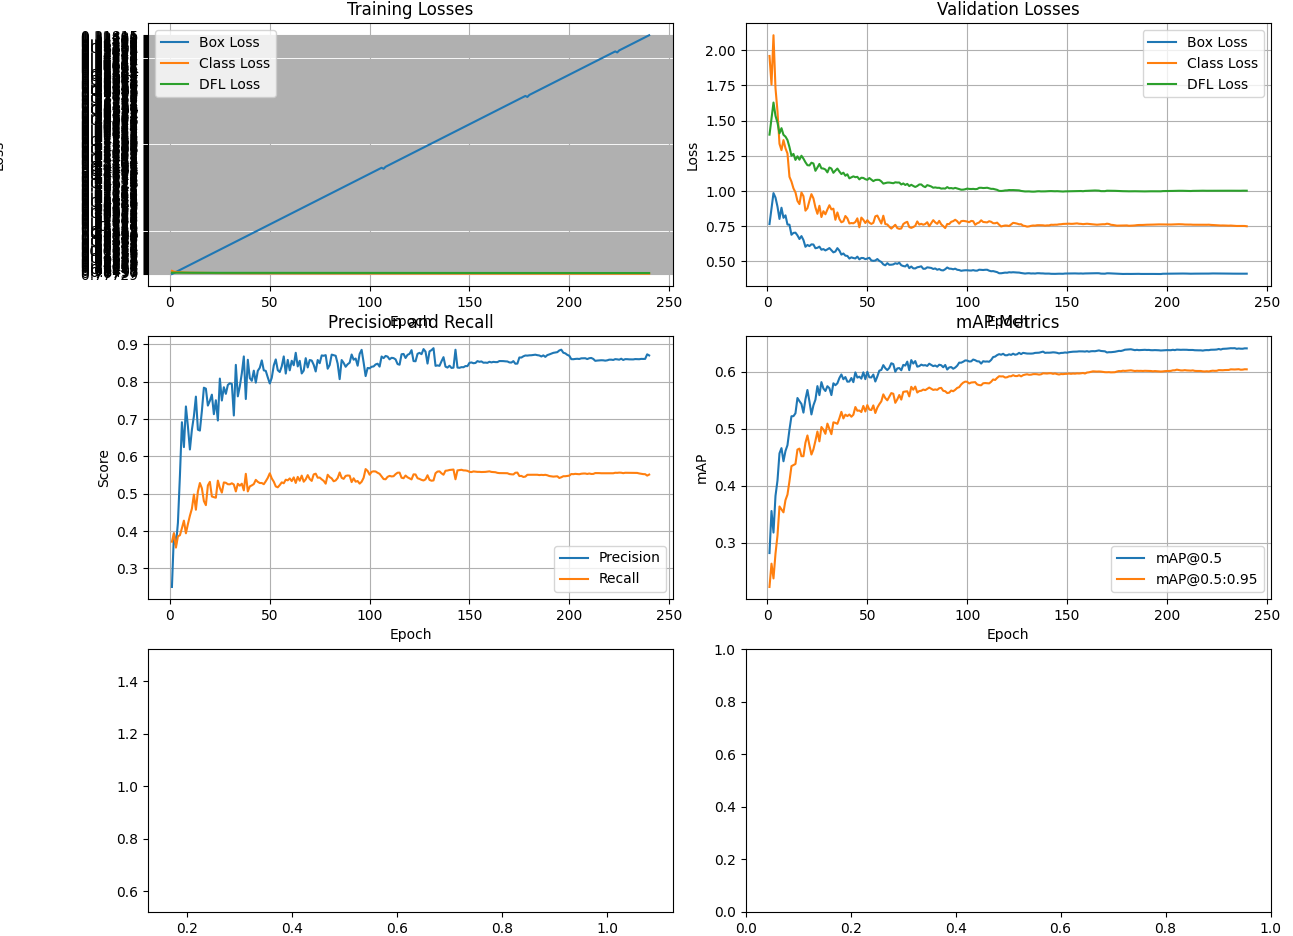 Training Losses
Box Loss
Class Loss
DFL Loss
0.77729
Loss
0 50 100 150 200 250
Epoch
Validation Losses
Box Loss
Class Loss
DFL Loss
2.00
1.75
1.50
1.25
1.00
0.75
0.50
Loss
0 50 100 150 200 250
Epoch
Precision and Recall
0.9
0.8
0.7
0.6
0.5
0.4
0.3
Score
Precision
Recall
0 50 100 150 200 250
Epoch
mAP Metrics
0.6
0.5
0.4
0.3
mAP
mAP@0.5
mAP@0.5:0.95
0 50 100 150 200 250
Epoch
1.4
1.2
1.0
0.8
0.6
0.2 0.4 0.6 0.8 1.0
1.0
0.8
0.6
0.4
0.2
0.0
0.0 0.2 0.4 0.6 0.8 1.0